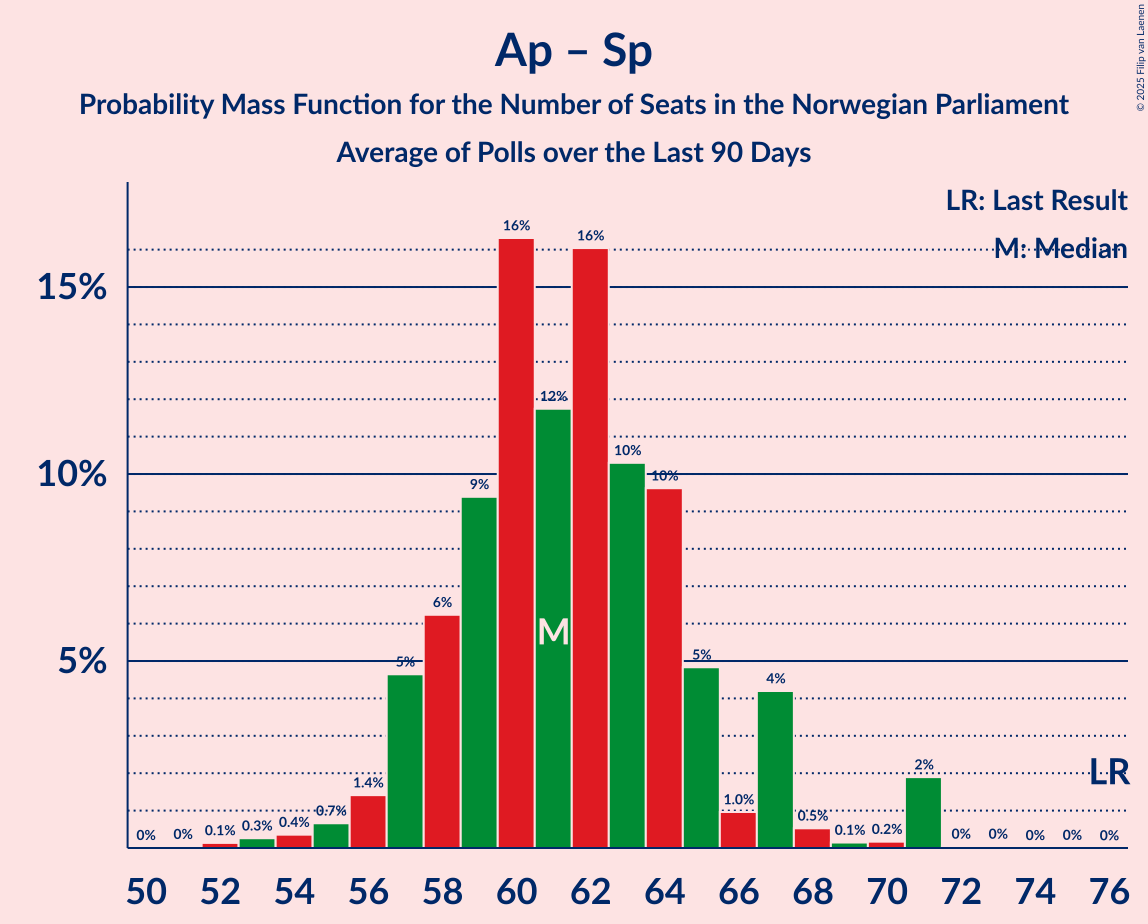 Ap – Sp
Probability Mass Function for the Number of Seats in the Norwegian Parliament
Average of Polls over the Last 90 Days
© 2025 Filip van Laenen
LR: Last Result
M: Median
15%
10%
5%
0% 0% 0.1% 0.3% 0.4% 0.7% 1.4% 5% 6% 9% 16% 12% 16% 10% 10% 5% 1.0% 4% 0.5% 0.1% 0.2% 2% 0% 0% 0% 0% 0%
M
LR
50 52 54 56 58 60 62 64 66 68 70 72 74 76